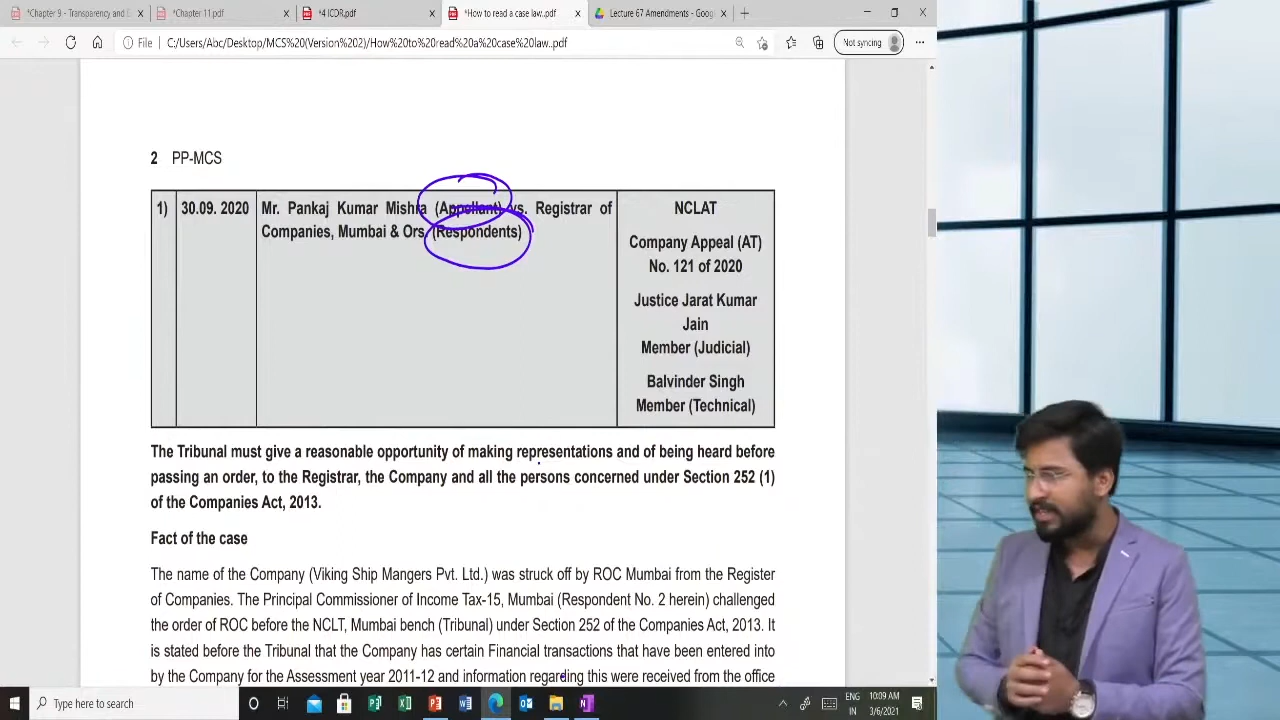 *Chapter 9 - Transparency and D
*Chapter 11.pdf
*4 ICDR.pdf
*How to read a case law..pdf
Lecture 67 Amendments - Goog
File
C:/Users/Abc/Desktop/MCS%20(Version%202)/How%20to%20read%20a%20case%20law..pdf
Not syncing
2 PP-MCS
1)
30.09. 2020
Mr. Pankaj Kumar Mishra (Appellant) vs. Registrar of
Companies, Mumbai & Ors. (Respondents)
NCLAT
Company Appeal (AT)
No. 121 of 2020
Justice Jarat Kumar
Jain
Member (Judicial)
Balvinder Singh
Member (Technical)
The Tribunal must give a reasonable opportunity of making representations and of being heard before
passing an order, to the Registrar, the Company and all the persons concerned under Section 252 (1)
of the Companies Act, 2013.
Fact of the case
The name of the Company (Viking Ship Mangers Pvt. Ltd.) was struck off by ROC Mumbai from the Register
of Companies. The Principal Commissioner of Income Tax-15, Mumbai (Respondent No. 2 herein) challenged
the order of ROC before the NCLT, Mumbai bench (Tribunal) under Section 252 of the Companies Act, 2013. It
is stated before the Tribunal that the Company has certain Financial transactions that have been entered into
by the Company for the Assessment year 2011-12 and information regarding this were received from the office
Type here to search
ENG
IN
10:09 AM
3/6/2021